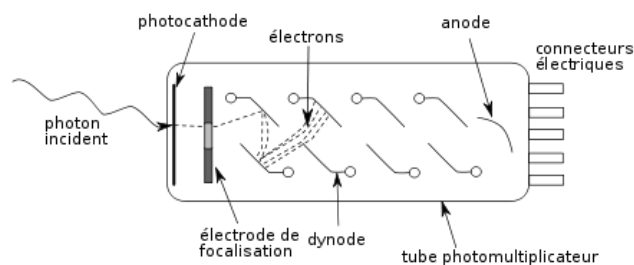 photocathode
électrons
anode
connecteurs
électriques
photon
incident
électrode de
focalisation
dynode
tube photomultiplicateur